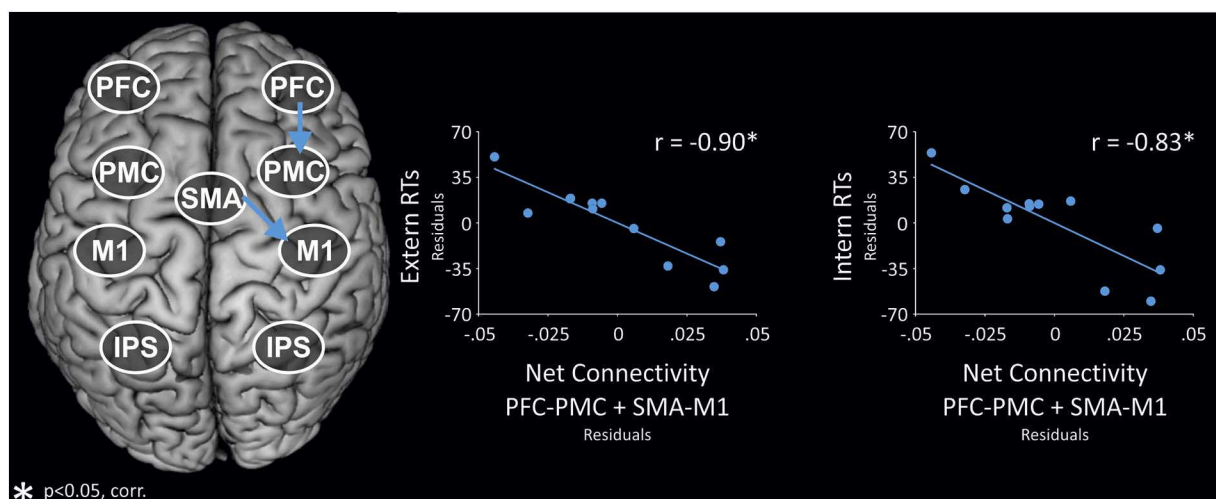 PFC PFC
PMC PMC
SMA
M1 M1
IPS IPS
* p<0.05, corr.
r = -0.90*
Extern RTs
Residuals
70
35
0
-35
-70
-.05 -.025 0 .025 .05
Net Connectivity
PFC-PMC + SMA-M1
Residuals
r = -0.83*
Intern RTs
Residuals
70
35
0
-35
-70
-.05 -.025 0 .025 .05
Net Connectivity
PFC-PMC + SMA-M1
Residuals